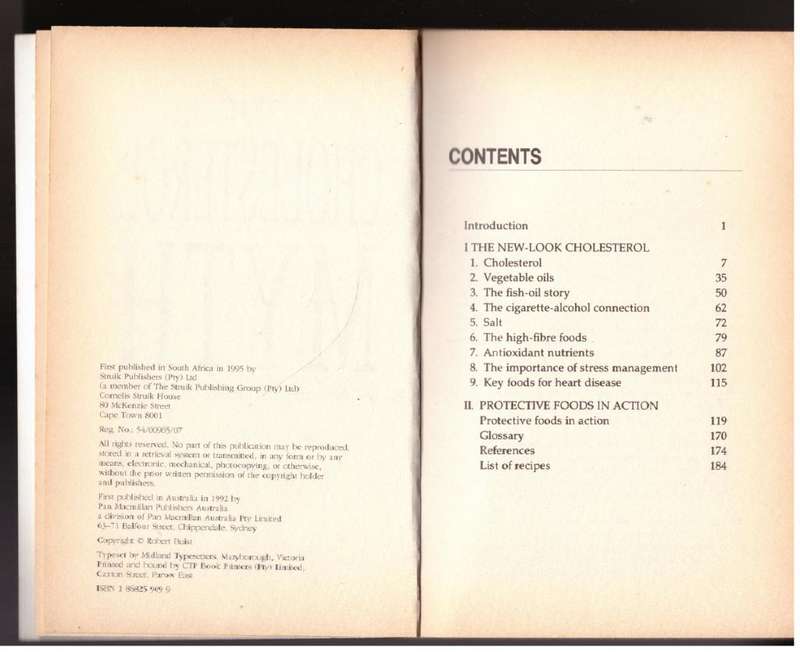 First published in South Africa in 1995 by
Struik Publishers (Pty) Ltd
(a member of The Struik Publishing Group (Pty) Ltd)
Cornelis Struik House
80 McKenzie Street
Cape Town 8001
Reg. No.: 54/00965/07
All rights reserved. No part of this publication may be reproduced,
stored in a retrieval system or transmitted, in any form or by any
means, electronic, mechanical, photocopying, or otherwise,
without the prior written permission of the copyright holder
and publishers.
First published in Australia in 1992 by
Pan Macmillan Publishers Australia
a division of Pan Macmillan Australia Pty Limited
63–71 Balfour Street, Chippendale, Sydney
Copyright © Robert Buist
Typeset by Midland Typesetters, Maryborough, Victoria
Printed and bound by CTP Book Printers (Pty) Limited,
Caxton Street, Parow East
ISBN 1 86825 969 9
CONTENTS
Introduction 1
I THE NEW-LOOK CHOLESTEROL
1. Cholesterol 7
2. Vegetable oils 35
3. The fish-oil story 50
4. The cigarette-alcohol connection 62
5. Salt 72
6. The high-fibre foods 79
7. Antioxidant nutrients 87
8. The importance of stress management 102
9. Key foods for heart disease 115
II. PROTECTIVE FOODS IN ACTION
Protective foods in action 119
Glossary 170
References 174
List of recipes 184